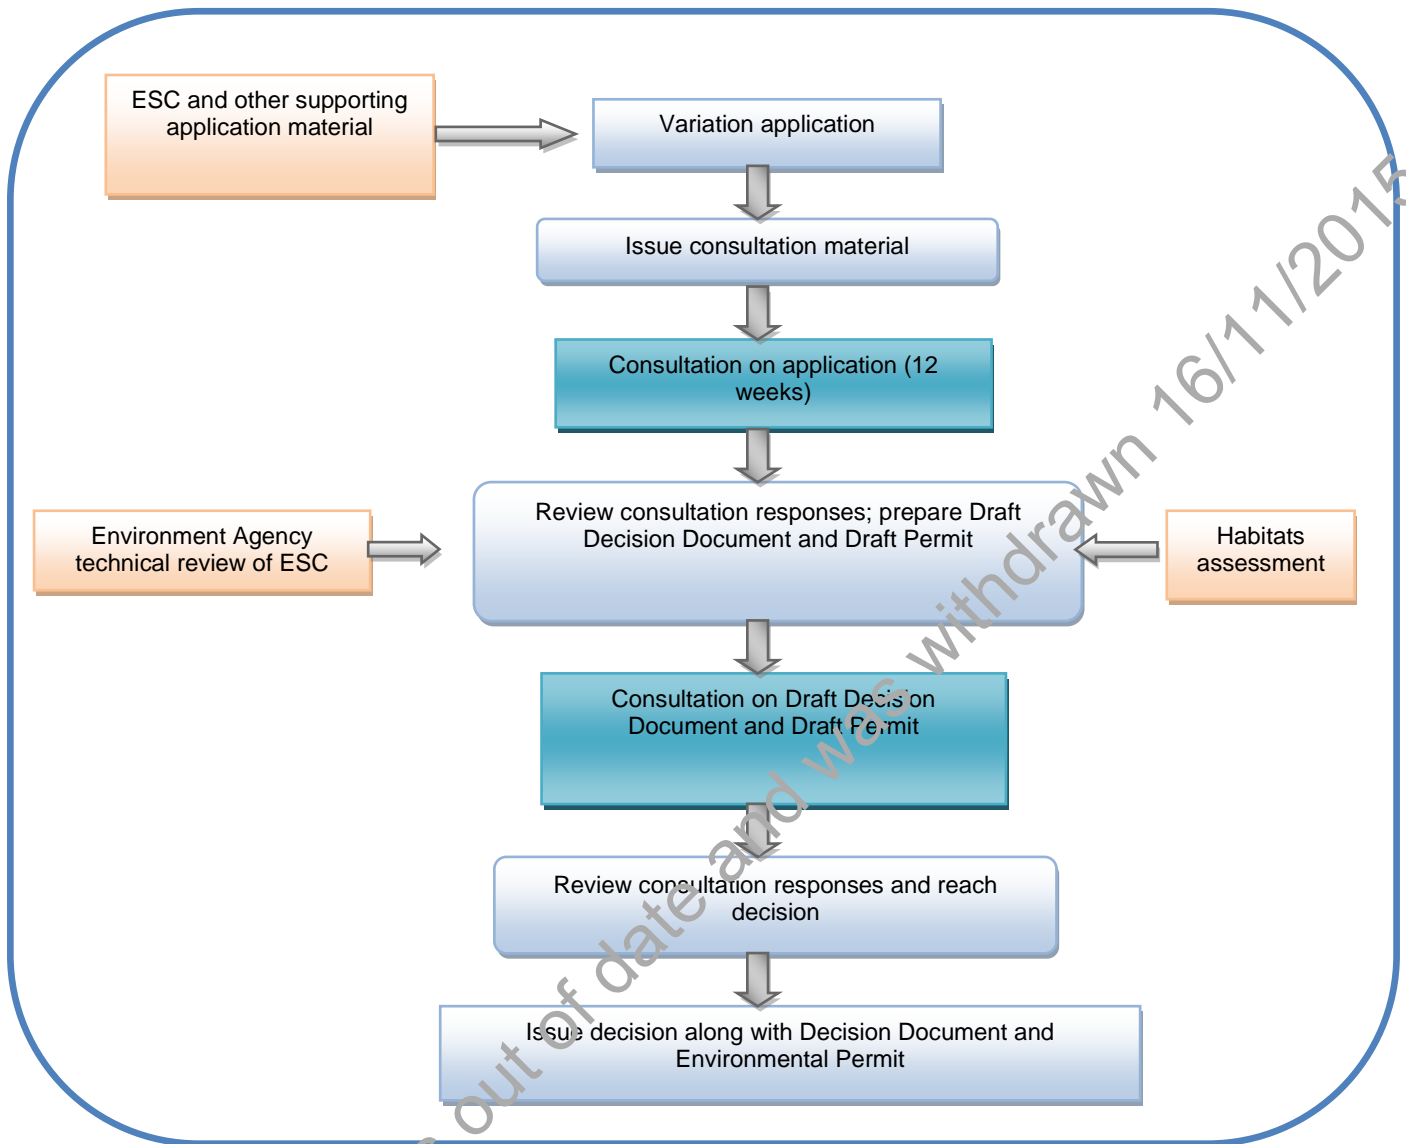 ESC and other supporting
application material
Variation application
Issue consultation material
Consultation on application (12
weeks)
Review consultation responses; prepare Draft
Decision Document and Draft Permit
Environment Agency
technical review of ESC
Habitats
assessment
Consultation on Draft Decision
Document and Draft Permit
Review consultation responses and reach
decision
Issue decision along with Decision Document and
Environmental Permit
out of date and was withdrawn 16/11/2015